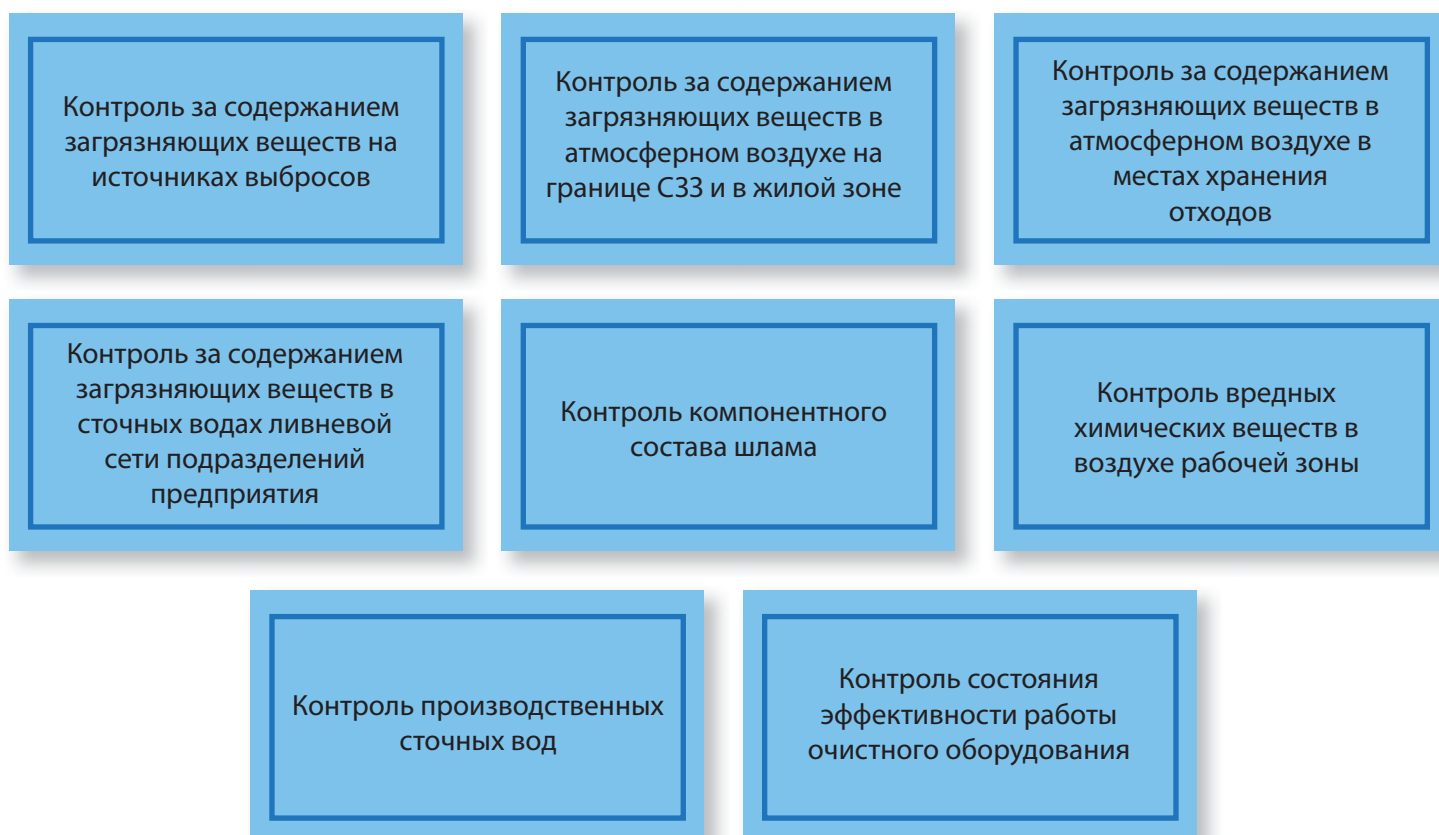 Контроль за содержанием
загрязняющих веществ на
источниках выбросов
Контроль за содержанием
загрязняющих веществ в
атмосферном воздухе на
границе СЗЗ и в жилой зоне
Контроль за содержанием
загрязняющих веществ в
атмосферном воздухе в
местах хранения
отходов
Контроль за содержанием
загрязняющих веществ в
сточных водах ливневой
сети подразделений
предприятия
Контроль компонентного
состава шлама
Контроль вредных
химических веществ в
воздухе рабочей зоны
Контроль производственных
сточных вод
Контроль состояния
эффективности работы
очистного оборудования